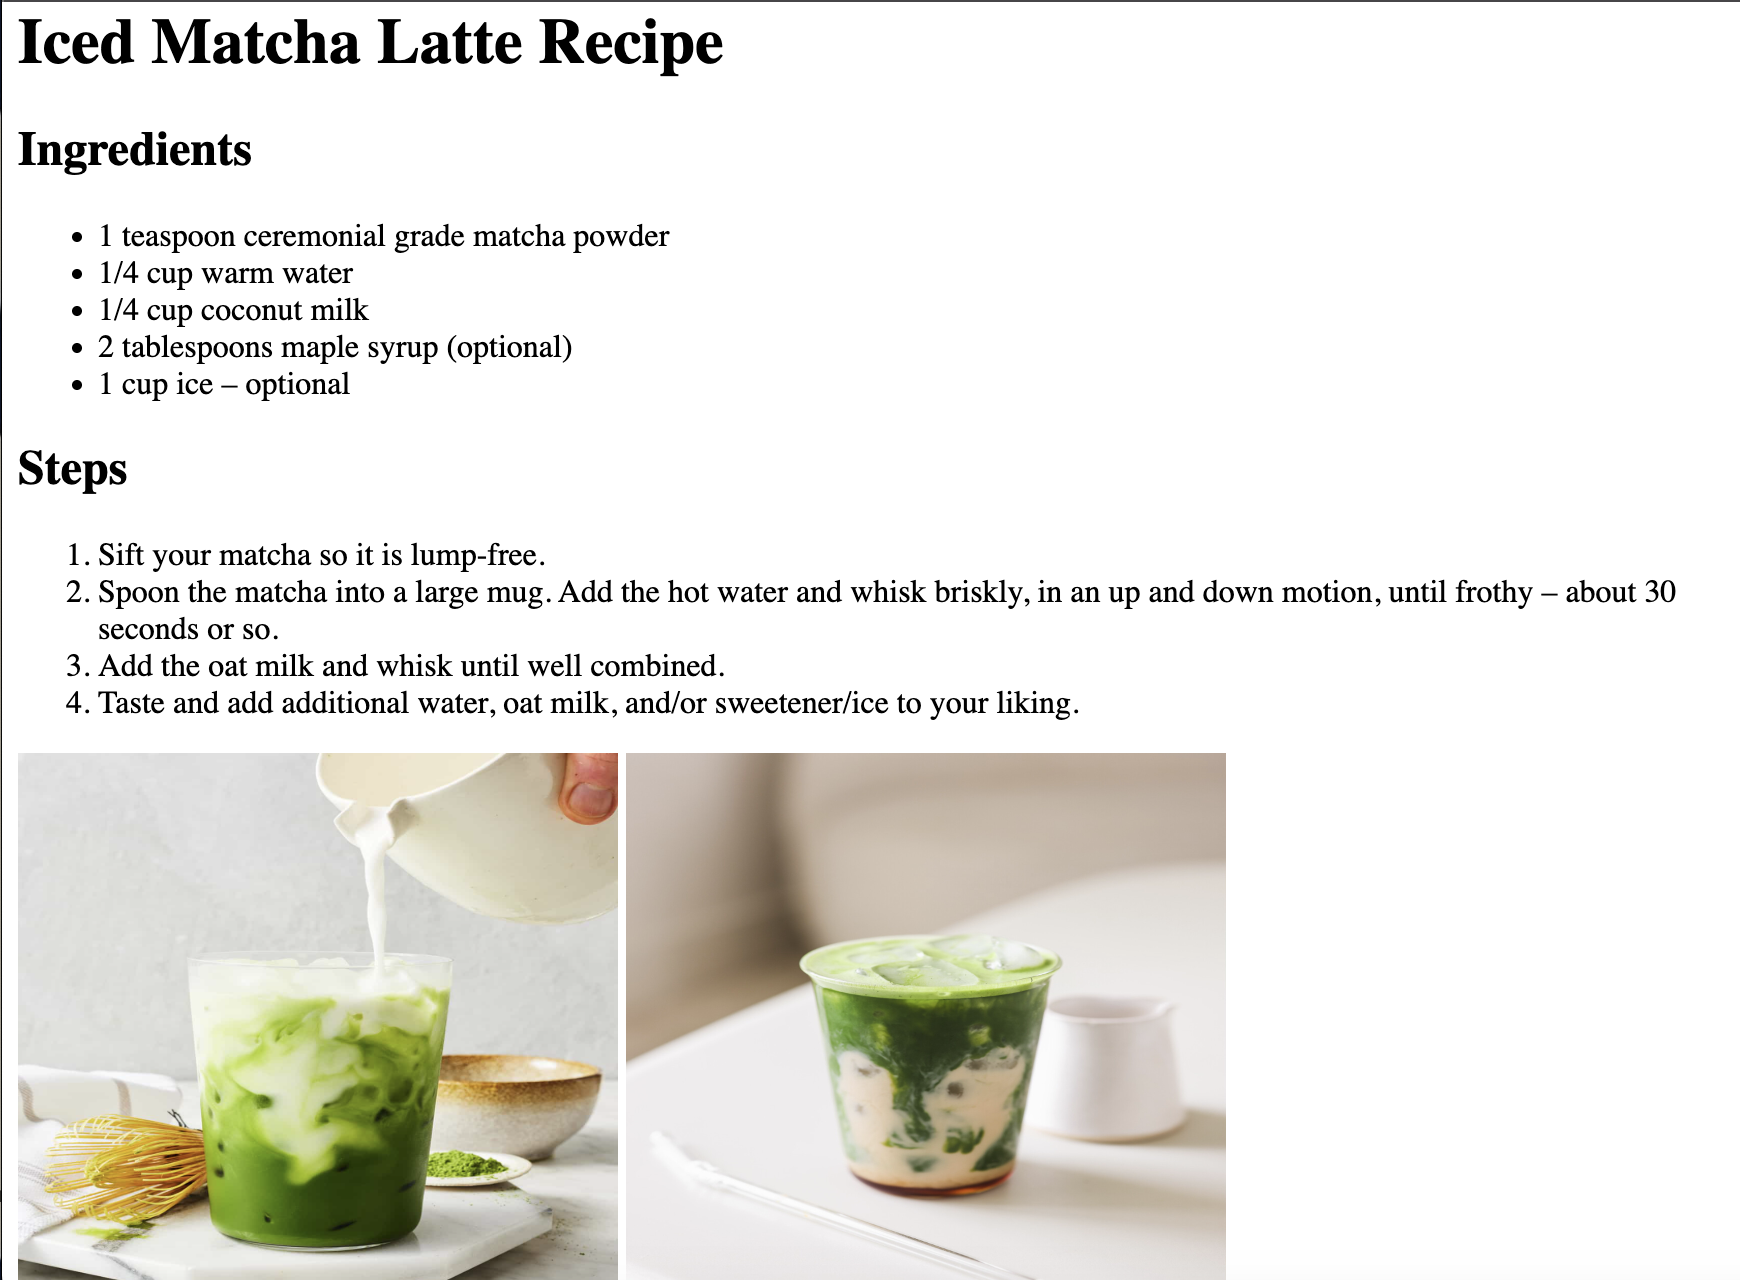 Iced Matcha Latte Recipe
Ingredients
• 1 teaspoon ceremonial grade matcha powder
• 1/4 cup warm water
• 1/4 cup coconut milk
• 2 tablespoons maple syrup (optional)
• 1 cup ice – optional
Steps
1. Sift your matcha so it is lump-free.
2. Spoon the matcha into a large mug. Add the hot water and whisk briskly, in an up and down motion, until frothy – about 30
seconds or so.
3. Add the oat milk and whisk until well combined.
4. Taste and add additional water, oat milk, and/or sweetener/ice to your liking.